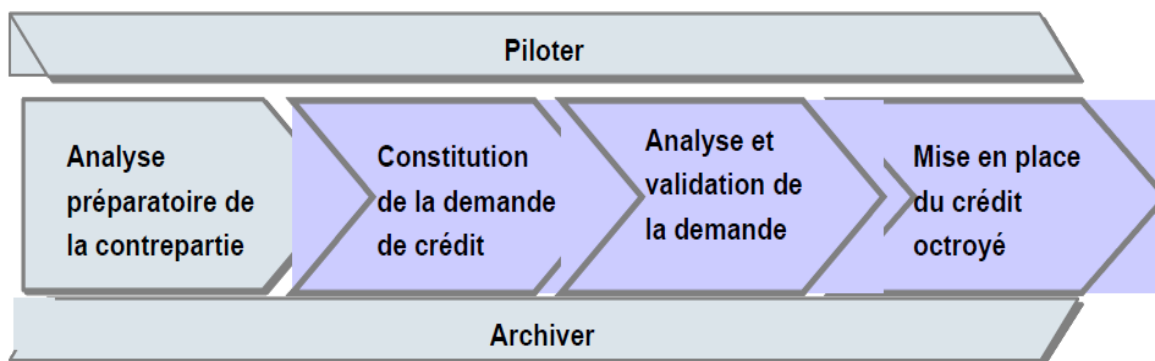 Piloter
Analyse
préparatoire de
la contrepartie
Constitution
de la demande
de crédit
Analyse et
validation de
la demande
Mise en place
du crédit
octroyé
Archiver